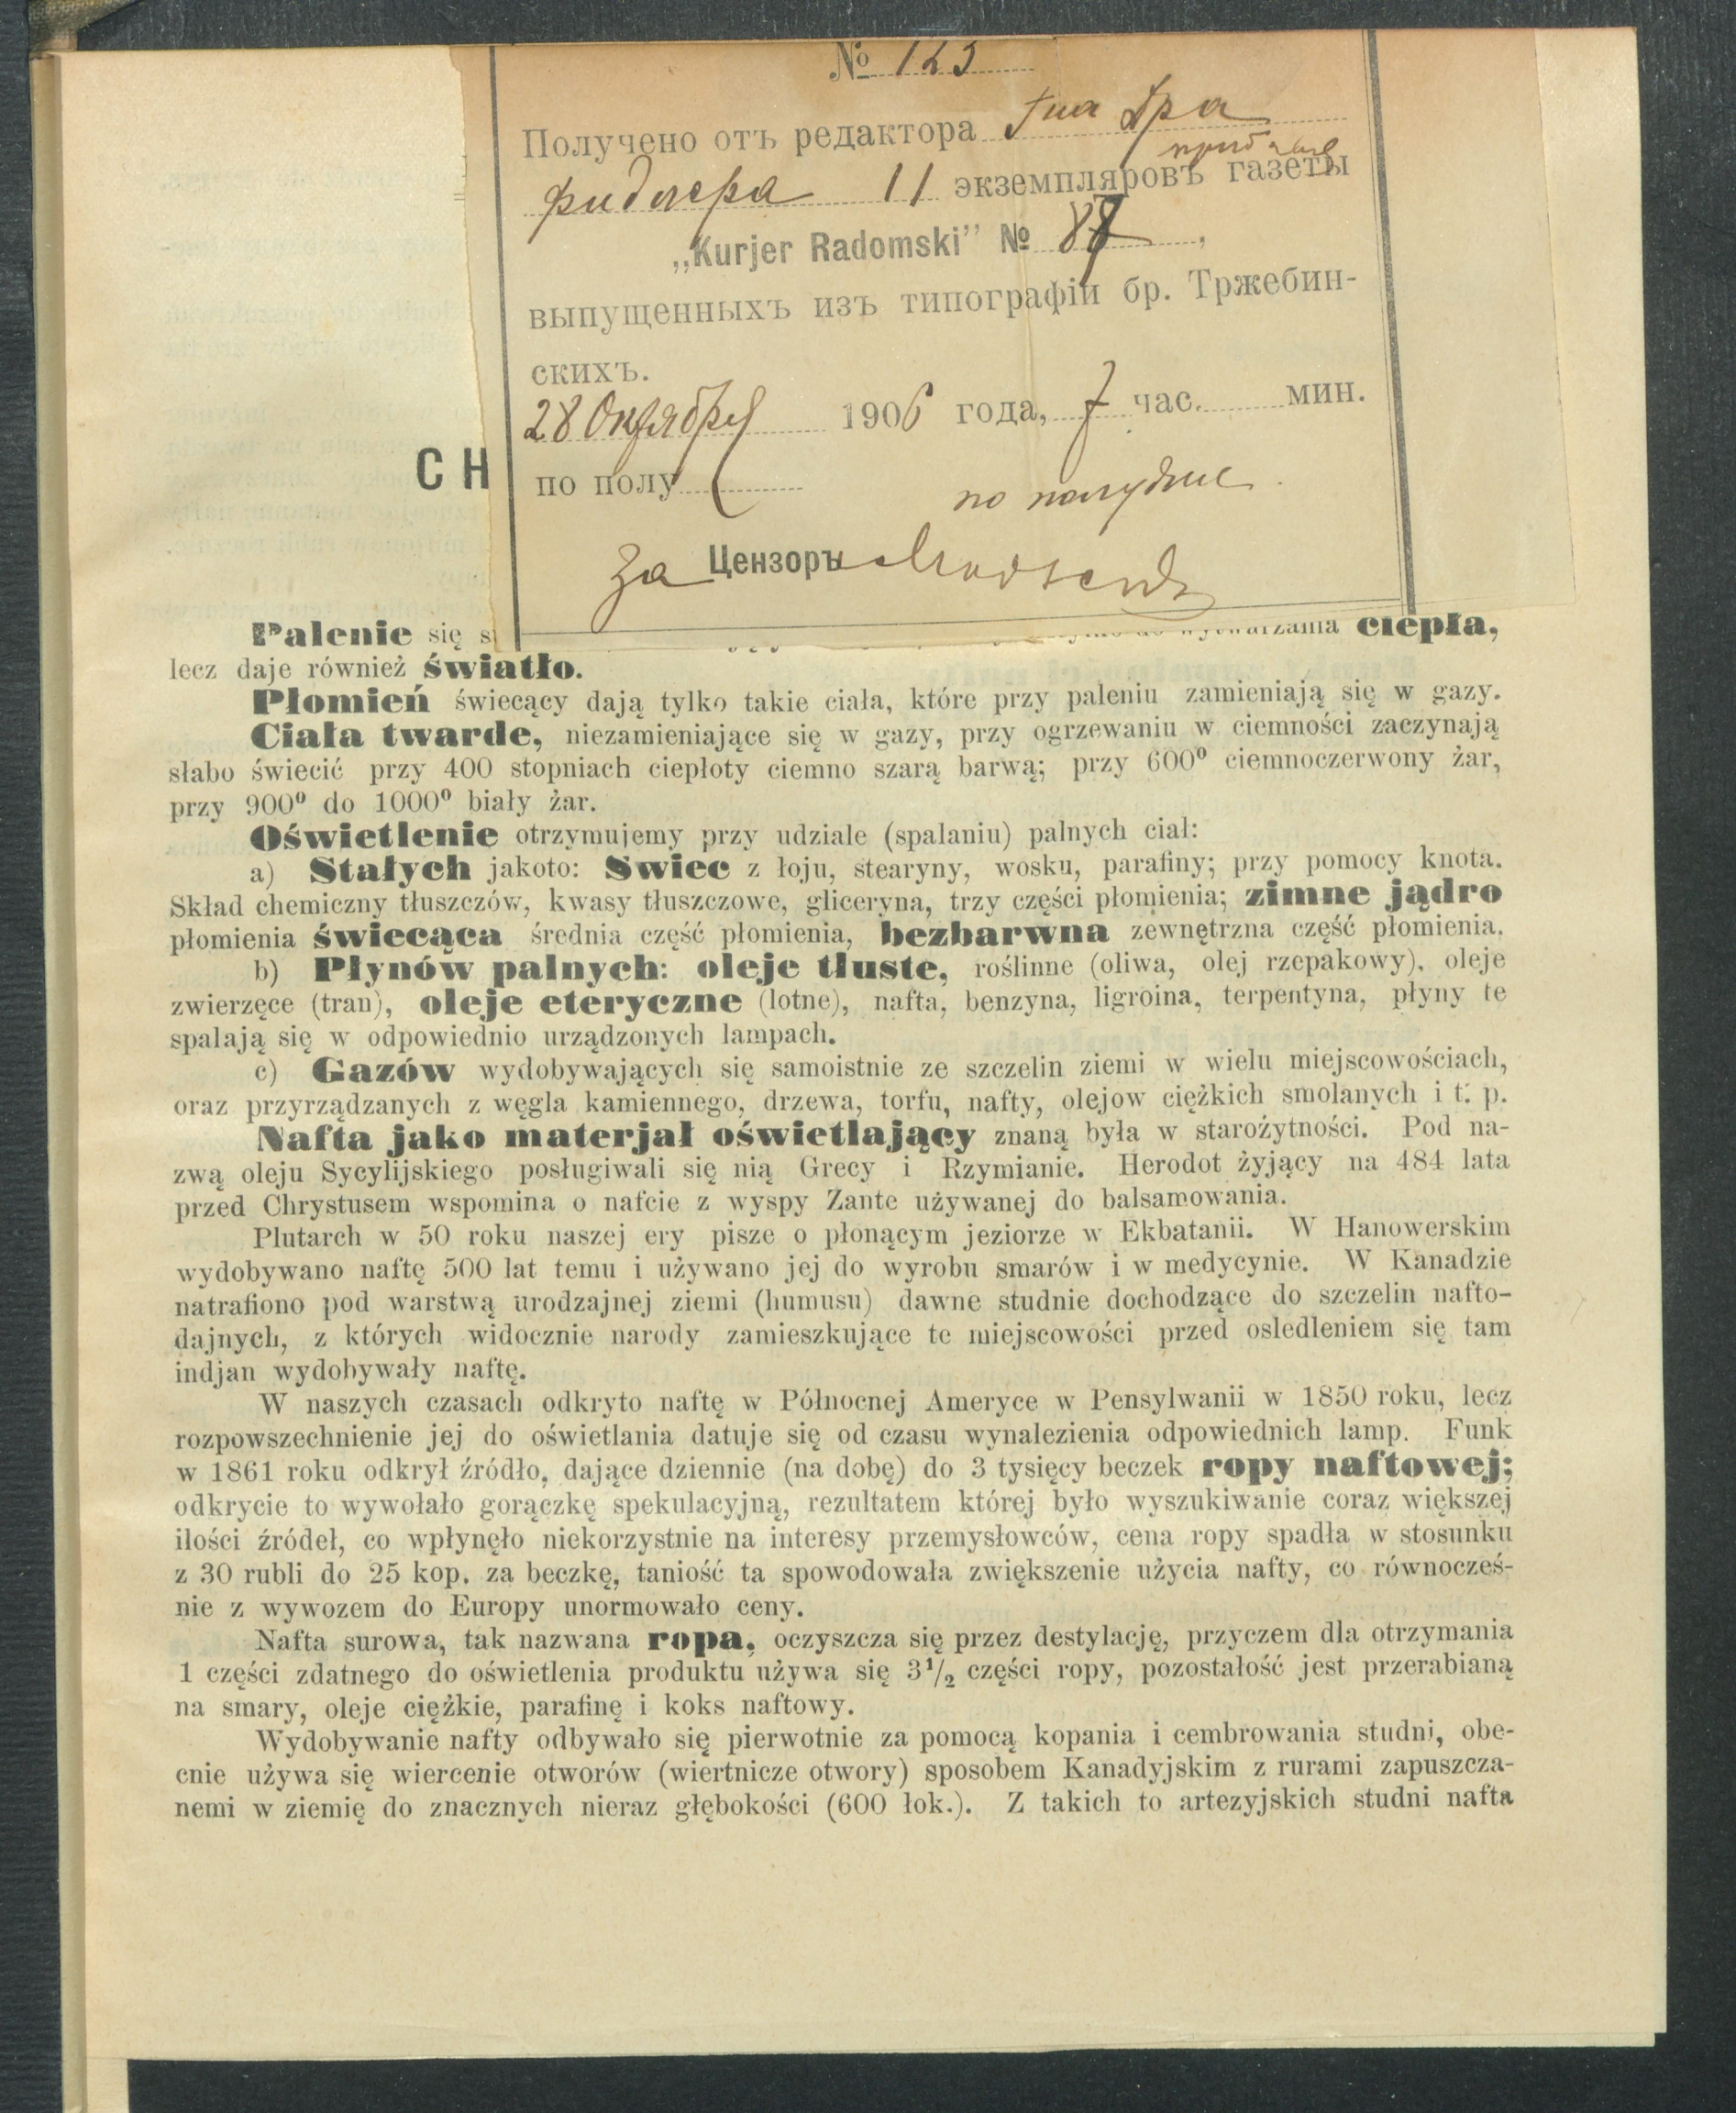 № 123
Получено отъ редактора Гна Дра
Фидлера 11 экземпляровъ газеты
„Kurjer Radomski” № 87,
выпущенныхъ изъ типографіи бр. Тржебин-
скихъ.
28 Октября 1906 года, 7 час. мин.
по полу
по полудне
За Цензоръ
C H
Palenie się s wytwarzania ciepła,
lecz daje również światło.
Płomień świecący dają tylko takie ciała, które przy paleniu zamieniają się w gazy.
Ciała twarde, niezamieniające się w gazy, przy ogrzewaniu w ciemności zaczynają
słabo świecić przy 400 stopniach ciepłoty ciemno szarą barwą; przy 600⁰ ciemnoczerwony żar,
przy 900⁰ do 1000⁰ biały żar.
Oświetlenie otrzymujemy przy udziale (spalaniu) palnych ciał:
a) Stałych jakoto: Swiec z łoju, stearyny, wosku, parafiny; przy pomocy knota.
Skład chemiczny tłuszczów, kwasy tłuszczowe, gliceryna, trzy części płomienia; zimne jądro
płomienia świecąca średnia część płomienia, bezbarwna zewnętrzna część płomienia.
b) Płynów palnych: oleje tłuste, roślinne (oliwa, olej rzepakowy), oleje
zwierzęce (tran), oleje eteryczne (lotne), nafta, benzyna, ligroina, terpentyna, płyny te
spalają się w odpowiednio urządzonych lampach.
c) Gazów wydobywających się samoistnie ze szczelin ziemi w wielu miejscowościach,
oraz przyrządzanych z węgla kamiennego, drzewa, torfu, nafty, olejow ciężkich smolanych i t. p.
Nafta jako materjał oświetlający znaną była w starożytności. Pod na-
zwą oleju Sycylijskiego posługiwali się nią Grecy i Rzymianie. Herodot żyjący na 484 lata
przed Chrystusem wspomina o nafcie z wyspy Zante używanej do balsamowania.
Plutarch w 50 roku naszej ery pisze o płonącym jeziorze w Ekbatanii. W Hanowerskim
wydobywano naftę 500 lat temu i używano jej do wyrobu smarów i w medycynie. W Kanadzie
natrafiono pod warstwą urodzajnej ziemi (humusu) dawne studnie dochodzące do szczelin nafto-
dajnych, z których widocznie narody zamieszkujące te miejscowości przed osiedleniem się tam
indjan wydobywały naftę.
W naszych czasach odkryto naftę w Północnej Ameryce w Pensylwanii w 1850 roku, lecz
rozpowszechnienie jej do oświetlania datuje się od czasu wynalezienia odpowiednich lamp. Funk
w 1861 roku odkrył źródło, dające dziennie (na dobę) do 3 tysięcy beczek ropy naftowej;
odkrycie to wywołało gorączkę spekulacyjną, rezultatem której było wyszukiwanie coraz większej
ilości źródeł, co wpłynęło niekorzystnie na interesy przemysłowców, cena ropy spadła w stosunku
z 30 rubli do 25 kop. za beczkę, taniość ta spowodowała zwiększenie użycia nafty, co równocześ-
nie z wywozem do Europy unormowało ceny.
Nafta surowa, tak nazwana ropa, oczyszcza się przez destylację, przyczem dla otrzymania
1 części zdatnego do oświetlenia produktu używa się 3¹/₂ części ropy, pozostałość jest przerabianą
na smary, oleje ciężkie, parafinę i koks naftowy.
Wydobywanie nafty odbywało się pierwotnie za pomocą kopania i cembrowania studni, obe-
cnie używa się wiercenie otworów (wiertnicze otwory) sposobem Kanadyjskim z rurami zapuszcza-
nemi w ziemię do znacznych nieraz głębokości (600 łok.). Z takich to artezyjskich studni nafta